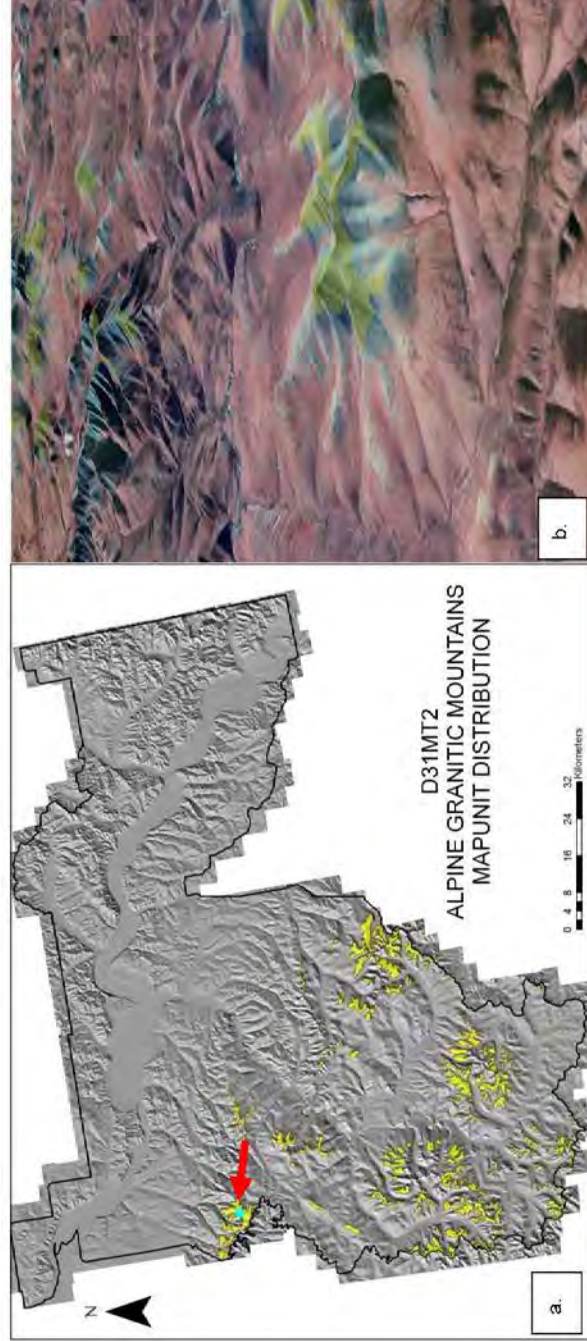 N
D31MT2
ALPINE GRANITIC MOUNTAINS
MAPUNIT DISTRIBUTION
0 4 8 16 24 32
Kilometers
a.
b.